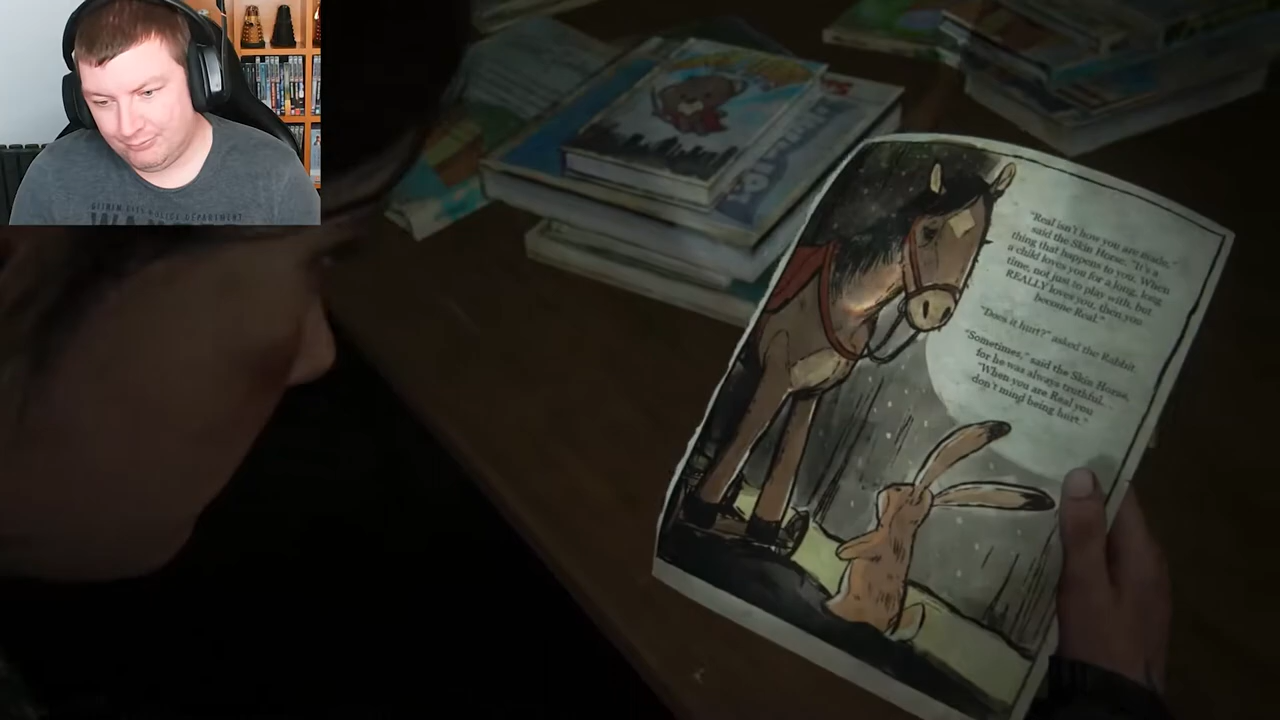 "Real isn't how you are made,"
said the Skin Horse. "It's a
thing that happens to you. When
a child loves you for a long, long
time, not just to play with, but
REALLY loves you, then you
become Real."
"Does it hurt?" asked the Rabbit.
"Sometimes," said the Skin Horse,
for he was always truthful...
"When you are Real you
don't mind being hurt."
POLICE DEPARTMENT